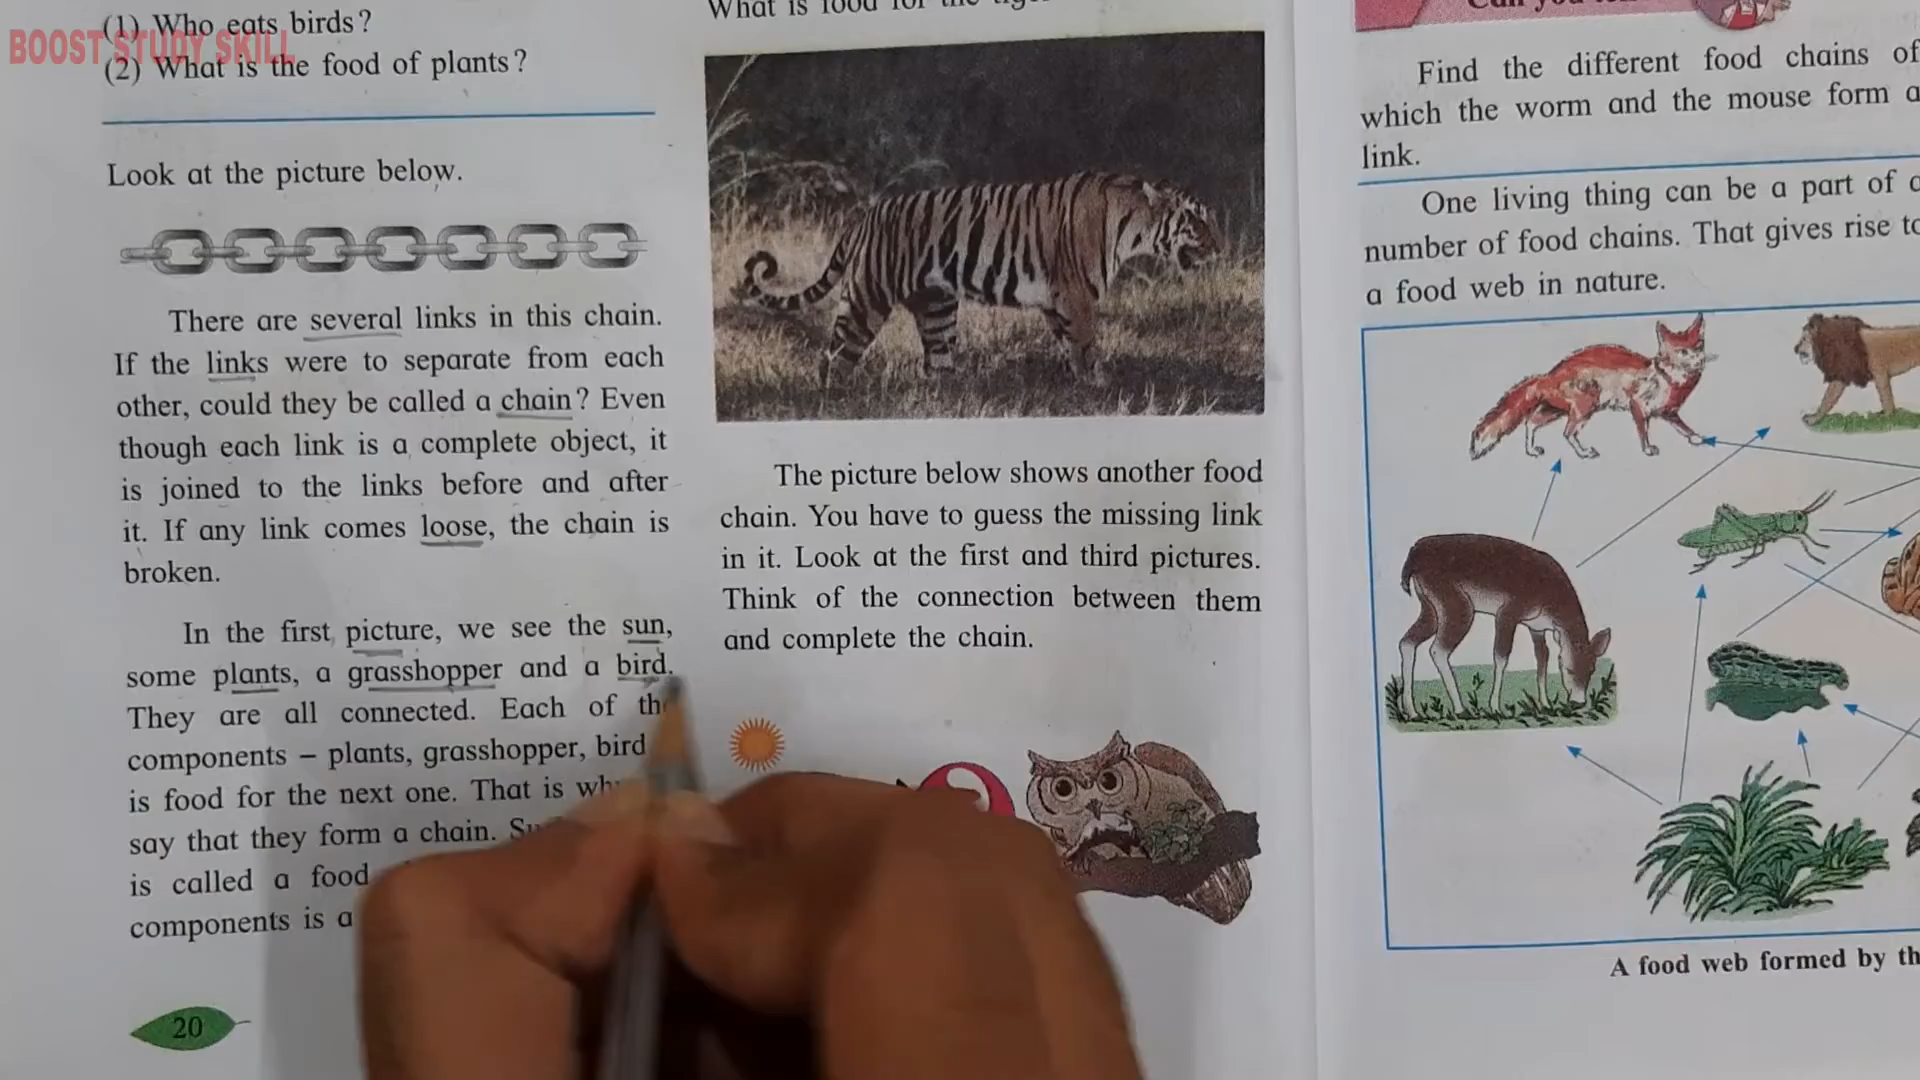 BOOST STUDY SKILL
(1) Who eats birds?
(2) What is the food of plants?
Look at the picture below.
There are several links in this chain.
If the links were to separate from each
other, could they be called a chain? Even
though each link is a complete object, it
is joined to the links before and after
it. If any link comes loose, the chain is
broken.
In the first picture, we see the sun,
some plants, a grasshopper and a bird.
They are all connected. Each of
components – plants, grasshopper, bird
is food for the next one. That is
say that they form a chain.
is called a food
components is a
20
What is food for the
The picture below shows another food
chain. You have to guess the missing link
in it. Look at the first and third pictures.
Think of the connection between them
and complete the chain.
Can you
Find the different food chains of
which the worm and the mouse form a
link.
One living thing can be a part of a
number of food chains. That gives rise to
a food web in nature.
A food web formed by